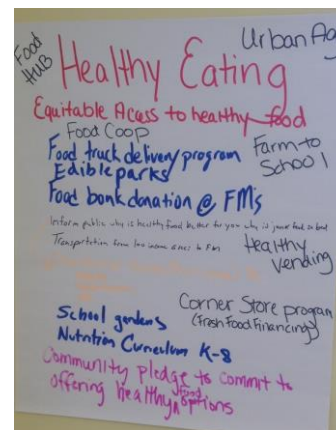 Food HUB
Urban Ag
Healthy Eating
Equitable Acess to healthy food
Food Coop
Food truck delivery program
Farm to School
Edible parks
Food bank donation @ FM's
Inform public why is healthy food better for you why is junk food so bad
Transportation from low income areas to FM
Healthy vending
Corner Store program
(Fresh Food Financing)
School gardens
Nutrition Curriculum K-8
Community pledge to commit to
offering healthy food options